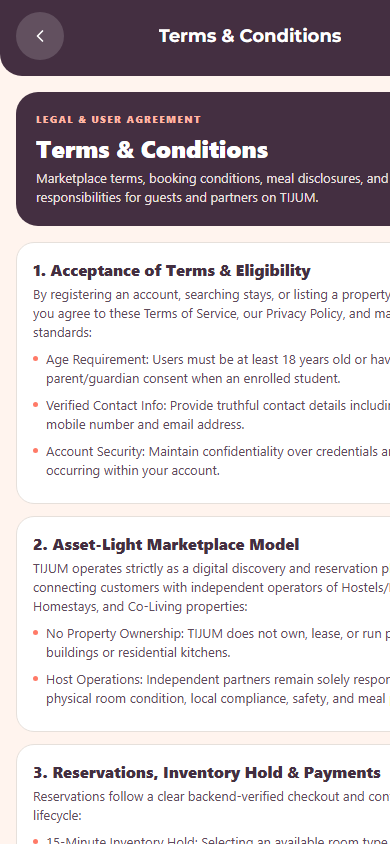 Terms & Conditions
LEGAL & USER AGREEMENT
Terms & Conditions
Marketplace terms, booking conditions, meal disclosures, and
responsibilities for guests and partners on TIJUM.
1. Acceptance of Terms & Eligibility
By registering an account, searching stays, or listing a property
you agree to these Terms of Service, our Privacy Policy, and
standards:
Age Requirement: Users must be at least 18 years old or
parent/guardian consent when an enrolled student.
Verified Contact Info: Provide truthful contact details
mobile number and email address.
Account Security: Maintain confidentiality over credentials
occurring within your account.
2. Asset-Light Marketplace Model
TIJUM operates strictly as a digital discovery and reservation
connecting customers with independent operators of Hostels/
Homestays, and Co-Living properties:
No Property Ownership: TIJUM does not own, lease, or run
buildings or residential kitchens.
Host Operations: Independent partners remain solely
physical room condition, local compliance, safety, and meal
3. Reservations, Inventory Hold & Payments
Reservations follow a clear backend-verified checkout and
lifecycle:
15-Minute Inventory Hold: Selecting an available room type